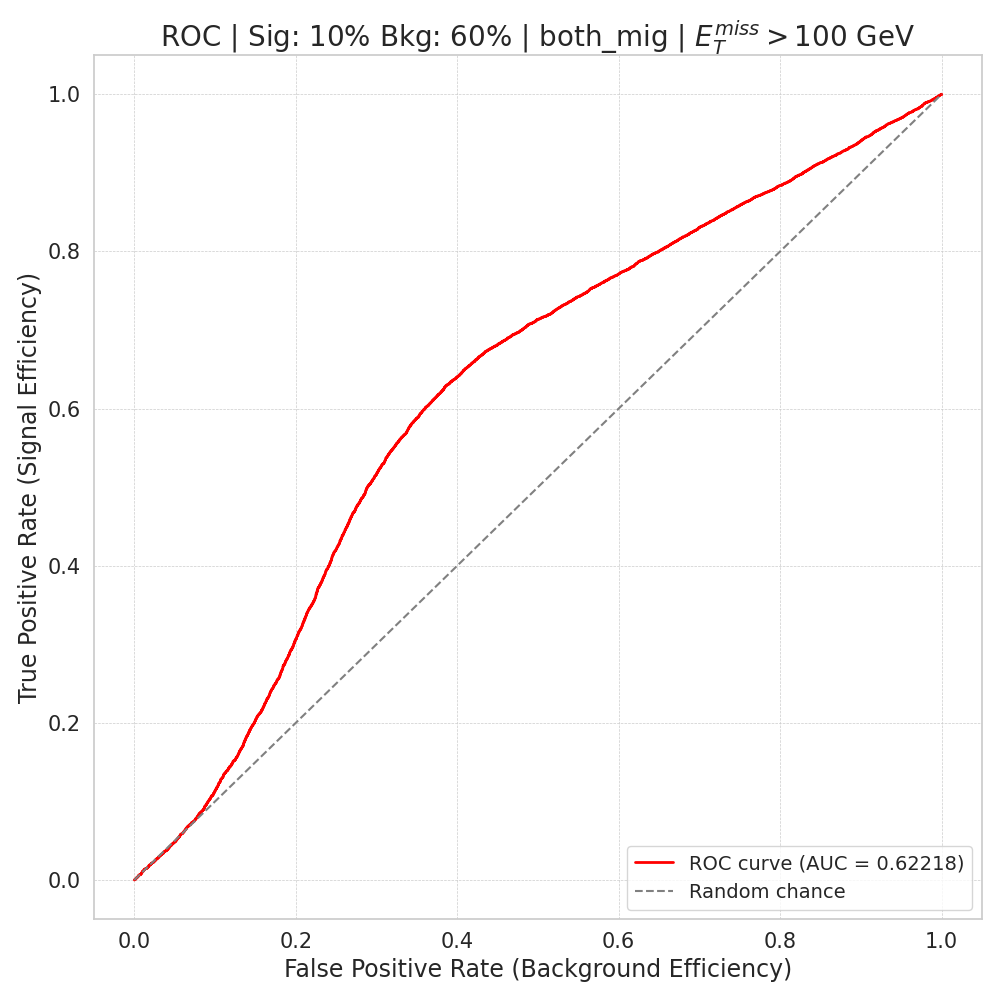 ROC | Sig: 10% Bkg: 60% | both_mig | $E_T^{miss} > 100$ GeV
1.0
0.8
0.6
0.4
0.2
0.0
True Positive Rate (Signal Efficiency)
ROC curve (AUC = 0.62218)
Random chance
0.0 0.2 0.4 0.6 0.8 1.0
False Positive Rate (Background Efficiency)